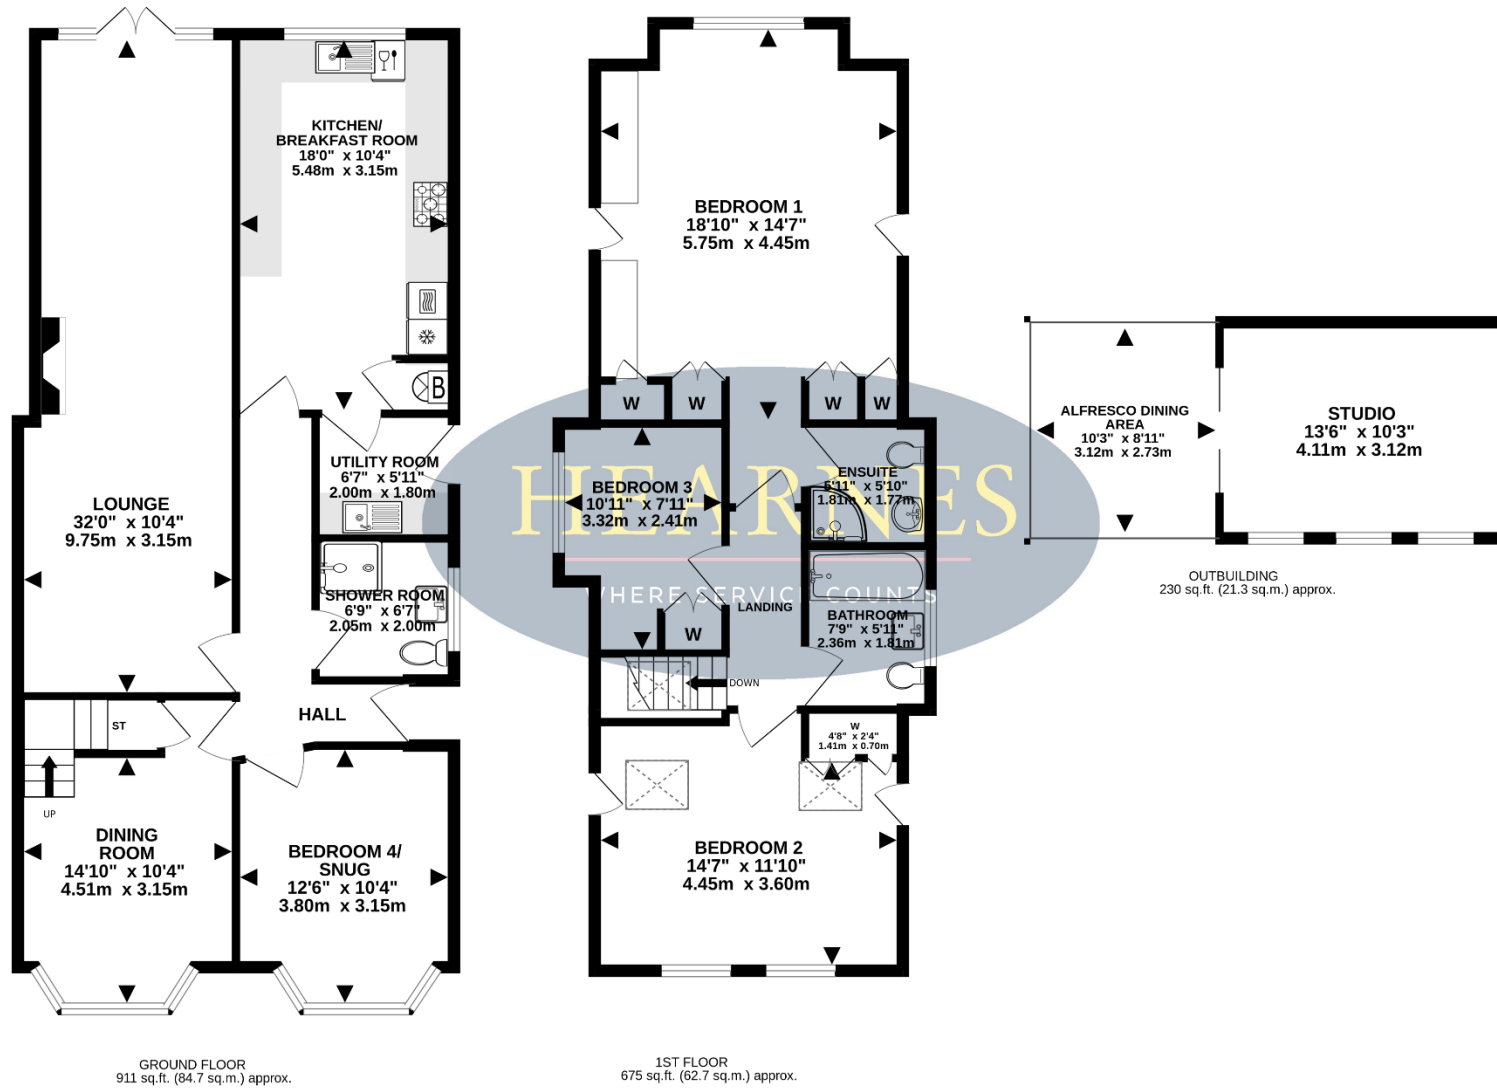 KITCHEN/
BREAKFAST ROOM
18'0" x 10'4"
5.48m x 3.15m
B
UTILITY ROOM
6'7" x 5'11"
2.00m x 1.80m
LOUNGE
32'0" x 10'4"
9.75m x 3.15m
SHOWER ROOM
6'9" x 6'7"
2.05m x 2.00m
HALL
ST
UP
DINING
ROOM
14'10" x 10'4"
4.51m x 3.15m
BEDROOM 4/
SNUG
12'6" x 10'4"
3.80m x 3.15m
GROUND FLOOR
911 sq.ft. (84.7 sq.m.) approx.
BEDROOM 1
18'10" x 14'7"
5.75m x 4.45m
W
W
W
W
HEARNES
WHERE SERVICE COUNTS
BEDROOM 3
10'11" x 7'11"
3.32m x 2.41m
ENSUITE
5'11" x 5'10"
1.81m x 1.77m
LANDING
W
BATHROOM
7'9" x 5'11"
2.36m x 1.81m
DOWN
W
4'8" x 2'4"
1.41m x 0.70m
BEDROOM 2
14'7" x 11'10"
4.45m x 3.60m
1ST FLOOR
675 sq.ft. (62.7 sq.m.) approx.
ALFRESCO DINING
AREA
10'3" x 8'11"
3.12m x 2.73m
STUDIO
13'6" x 10'3"
4.11m x 3.12m
OUTBUILDING
230 sq.ft. (21.3 sq.m.) approx.